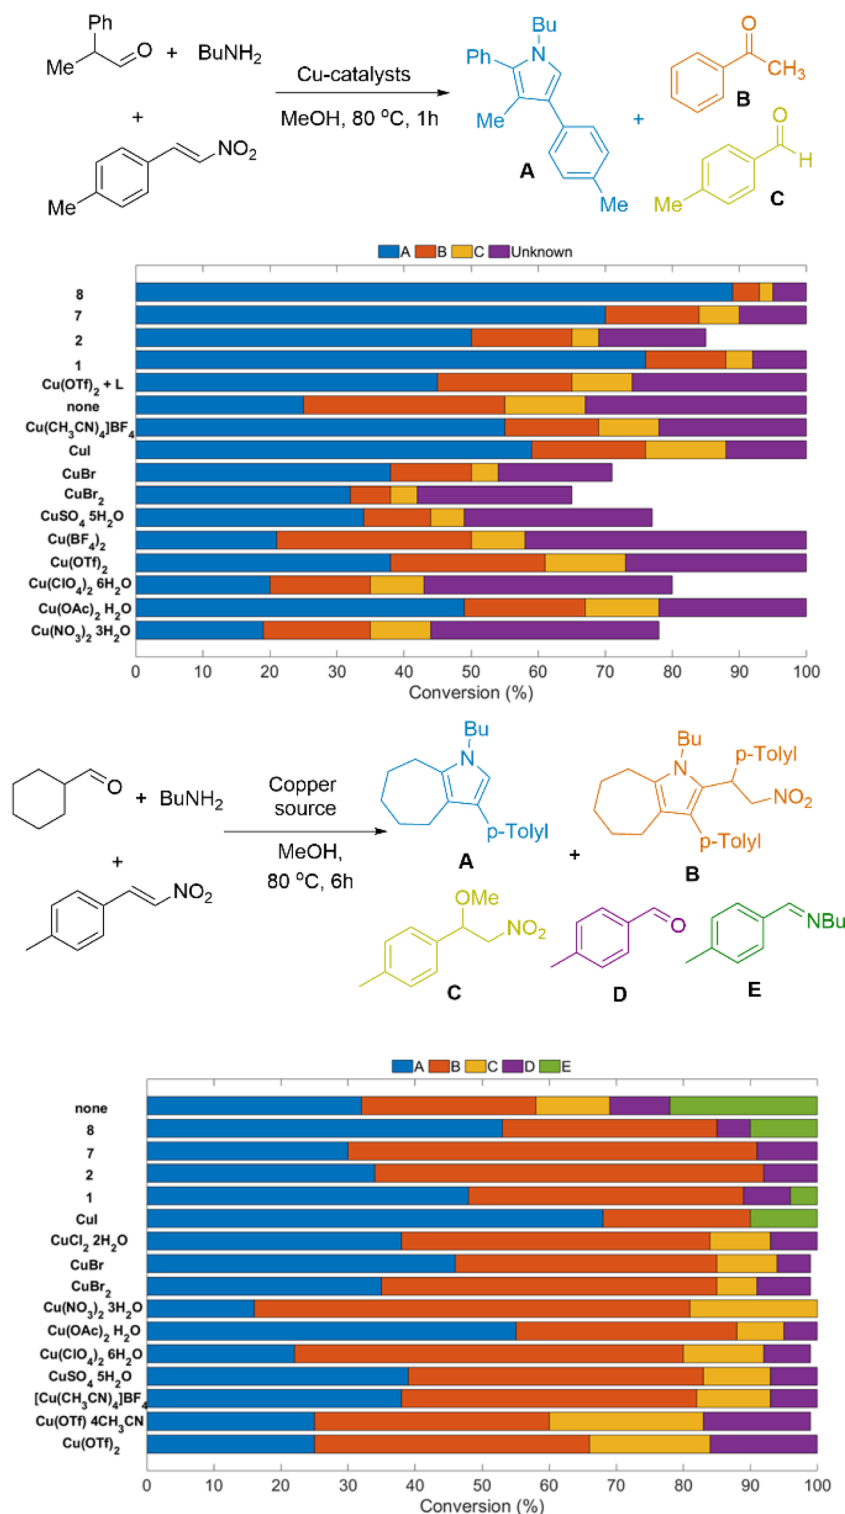 Ph
Me
O
+ BuNH2
+
Me
NO2
Cu-catalysts
MeOH, 80 °C, 1h
Bu
N
Ph
Me
A
Me
+
O
CH3
B
O
H
Me
C
A B C Unknown
8
7
2
1
Cu(OTf)2 + L
none
Cu(CH3CN)4]BF4
CuI
CuBr
CuBr2
CuSO4 5H2O
Cu(BF4)2
Cu(OTf)2
Cu(ClO4)2 6H2O
Cu(OAc)2 H2O
Cu(NO3)2 3H2O
0 10 20 30 40 50 60 70 80 90 100
Conversion (%)
O
+ BuNH2
+
NO2
Copper
source
MeOH,
80 °C, 6h
Bu
N
p-Tolyl
A
+
Bu
N
p-Tolyl
NO2
p-Tolyl
B
OMe
NO2
C
O
D
NBu
E
A B C D E
none
8
7
2
1
CuI
CuCl2 2H2O
CuBr
CuBr2
Cu(NO3)2 3H2O
Cu(OAc)2 H2O
Cu(ClO4)2 6H2O
CuSO4 5H2O
[Cu(CH3CN)4]BF4
Cu(OTf) 4CH3CN
Cu(OTf)2
0 10 20 30 40 50 60 70 80 90 100
Conversion (%)